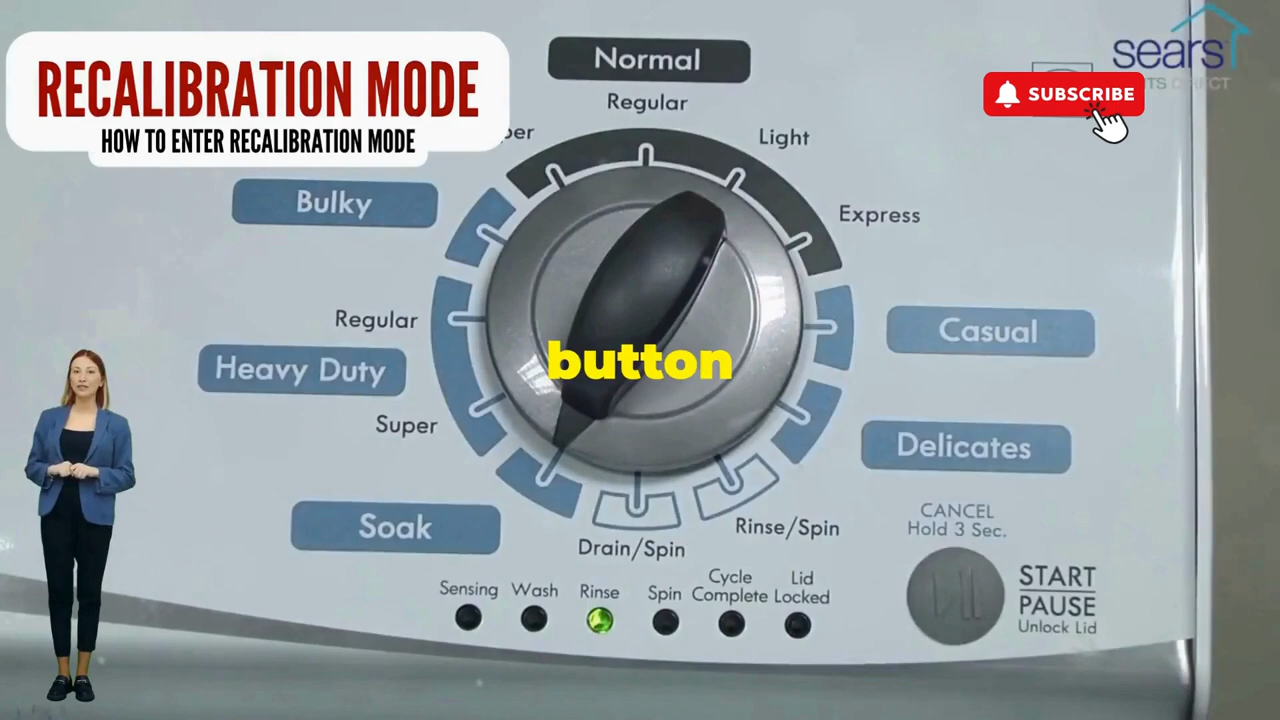 RECALIBRATION MODE
HOW TO ENTER RECALIBRATION MODE
sears
SUBSCRIBE
Normal
Regular
Light
Express
Bulky
Regular
Heavy Duty
Super
Soak
button
Casual
Delicates
Rinse/Spin
Drain/Spin
CANCEL
Hold 3 Sec.
START
PAUSE
Unlock Lid
Sensing
Wash
Rinse
Spin
Cycle
Complete
Lid
Locked